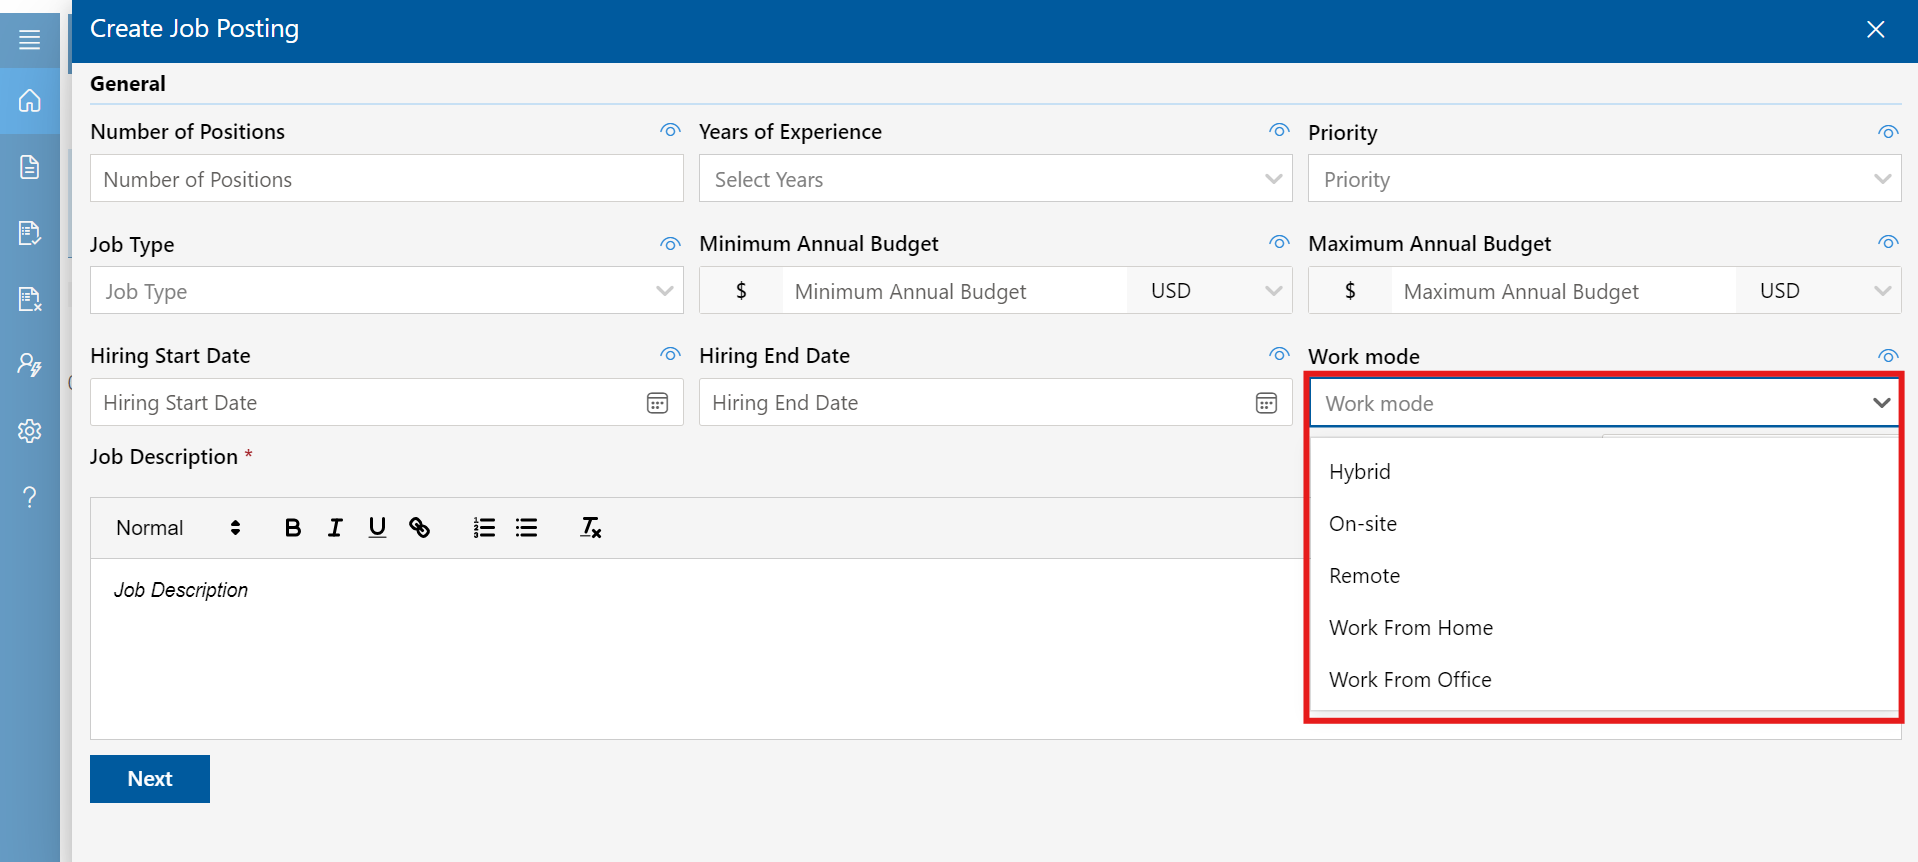 Create Job Posting
General
Number of Positions
Years of Experience
Priority
Number of Positions
Select Years
Priority
Job Type
Minimum Annual Budget
Maximum Annual Budget
Job Type
$ Minimum Annual Budget USD
$ Maximum Annual Budget USD
Hiring Start Date
Hiring End Date
Work mode
Hiring Start Date
Hiring End Date
Work mode
Job Description *
Hybrid
On-site
Remote
Work From Home
Work From Office
Normal
Job Description
Next